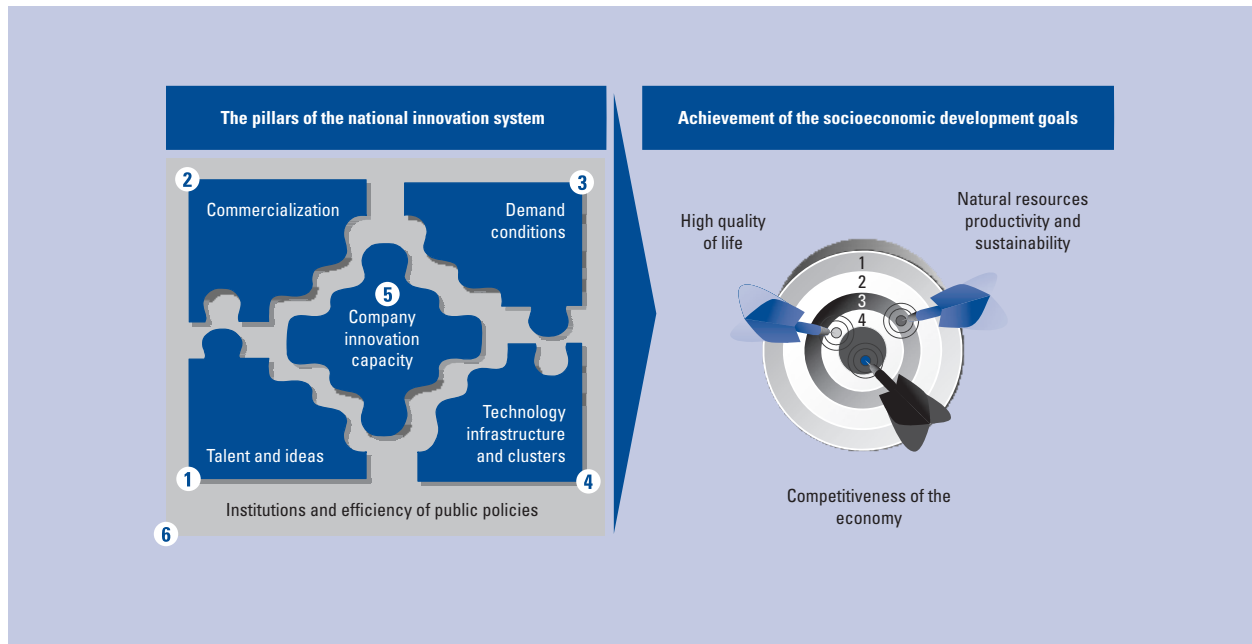 The pillars of the national innovation system
Achievement of the socioeconomic development goals
2
Commercialization
3
Demand
conditions
5
Company
innovation
capacity
Talent and ideas
1
Technology
infrastructure
and clusters
4
Institutions and efficiency of public policies
6
High quality
of life
Natural resources
productivity and
sustainability
1
2
3
4
Competitiveness of the
economy